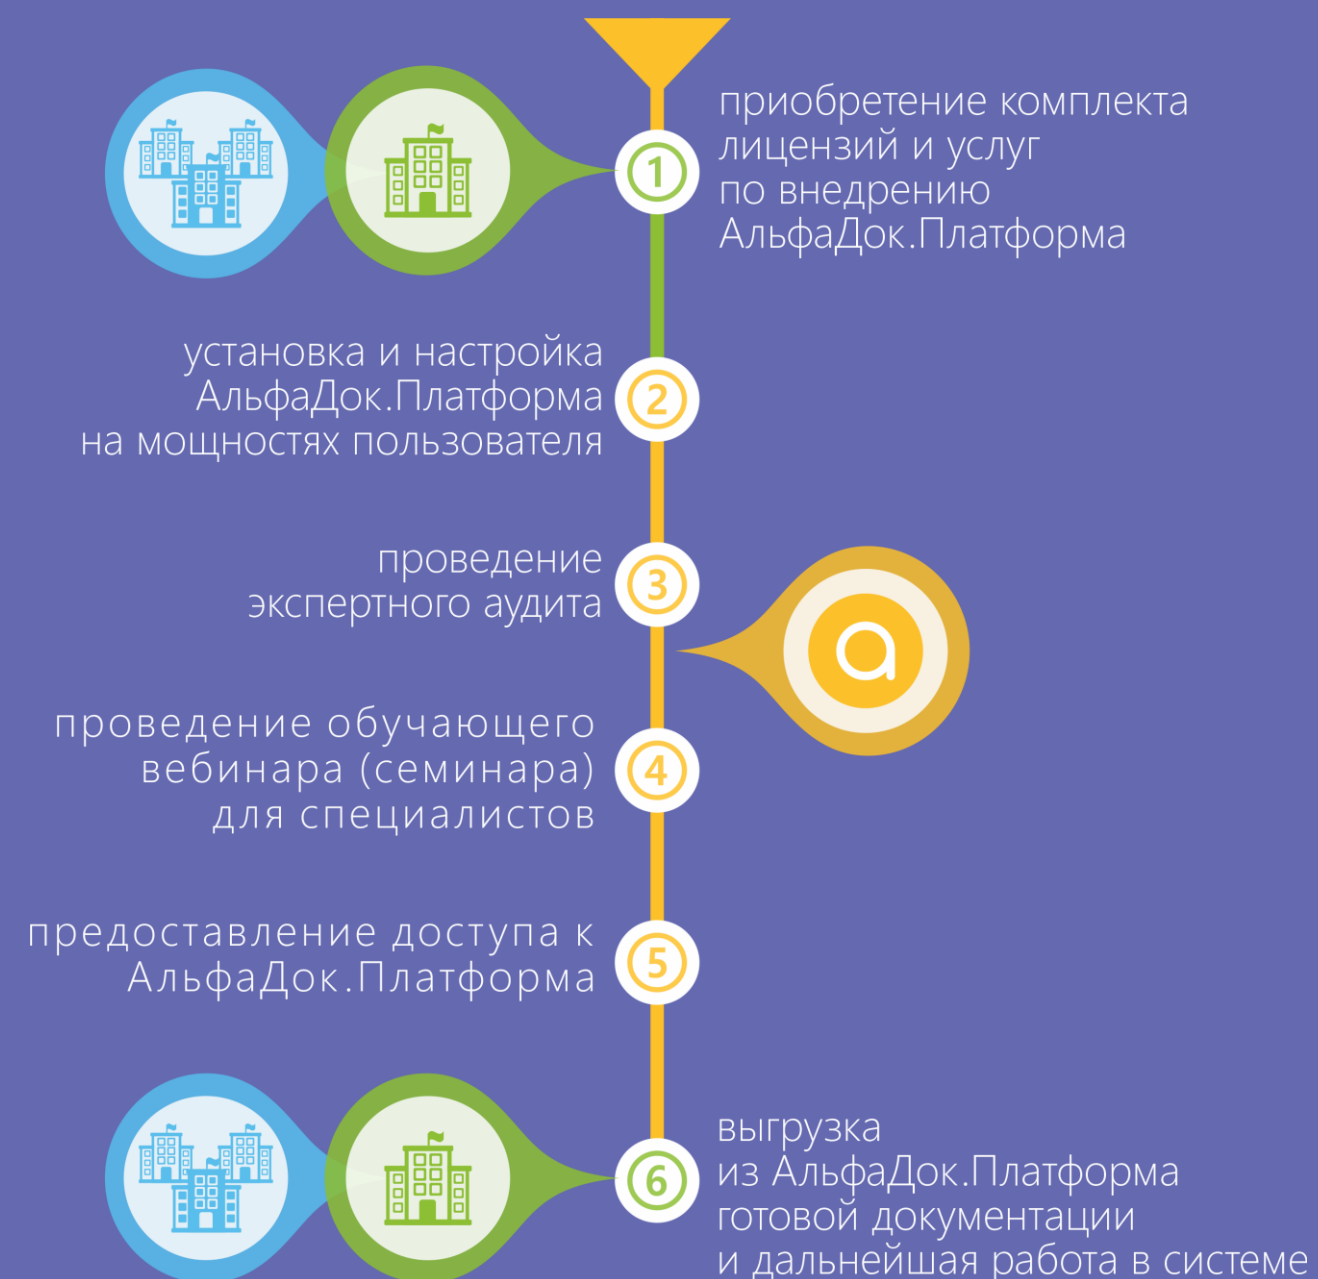 приобретение комплекта
лицензий и услуг
по внедрению
АльфаДок.Платформа
1
установка и настройка
АльфаДок.Платформа
на мощностях пользователя
2
проведение
экспертного аудита
3
a
проведение обучающего
вебинара (семинара)
для специалистов
4
предоставление доступа к
АльфаДок.Платформа
5
выгрузка
из АльфаДок.Платформа
готовой документации
и дальнейшая работа в системе
6